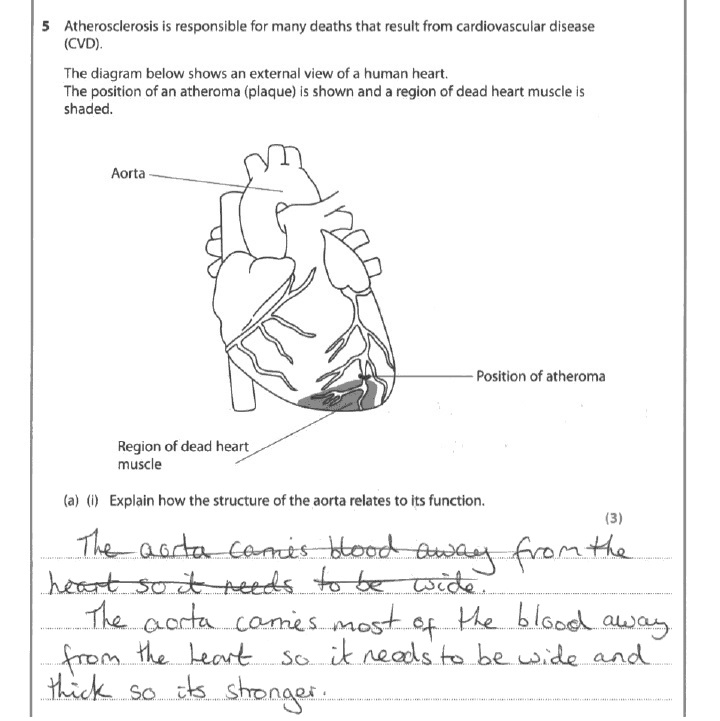 5 Atherosclerosis is responsible for many deaths that result from cardiovascular disease
(CVD).
The diagram below shows an external view of a human heart.
The position of an atheroma (plaque) is shown and a region of dead heart muscle is
shaded.
Aorta
Position of atheroma
Region of dead heart
muscle
(a) (i) Explain how the structure of the aorta relates to its function.
(3)
The aorta carries blood away from the
heart so it needs to be wide.
The aorta carries most of the blood away
from the heart so it needs to be wide and
thick so its stronger.